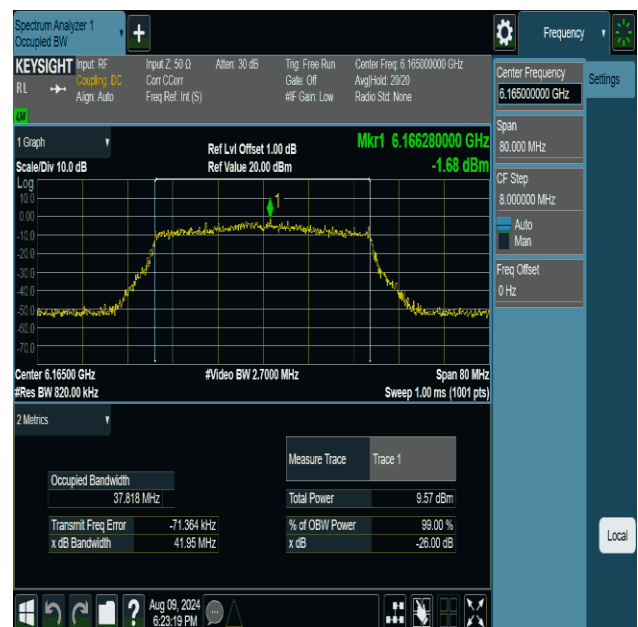 Spectrum Analyzer 1
Occupied BW
Frequency
KEYSIGHT
RL
Input: RF
Coupling: DC
Align: Auto
Input Z: 50 Ω
Corr CCorr
Freq Ref: Int (S)
Atten: 30 dB
Trig: Free Run
Gate: Off
#IF Gain: Low
Center Freq: 6.165000000 GHz
Avg|Hold: 20/20
Radio Std: None
Center Frequency
6.165000000 GHz
Settings
Span
80.000 MHz
CF Step
8.000000 MHz
Auto
Man
Freq Offset
0 Hz
1 Graph
Scale/Div 10.0 dB
Ref Lvl Offset 1.00 dB
Ref Value 20.00 dBm
Mkr1 6.166280000 GHz
-1.68 dBm
Log
10.0
0.00
-10.0
-20.0
-30.0
-40.0
-50.0
-60.0
-70.0
1
Center 6.16500 GHz
#Res BW 820.00 kHz
#Video BW 2.7000 MHz
Span 80 MHz
Sweep 1.00 ms (1001 pts)
2 Metrics
Occupied Bandwidth
37.818 MHz
Transmit Freq Error -71.364 kHz
x dB Bandwidth 41.95 MHz
Measure Trace Trace 1
Total Power 9.57 dBm
% of OBW Power 99.00 %
x dB -26.00 dB
Local
?
Aug 09, 2024
6:23:19 PM